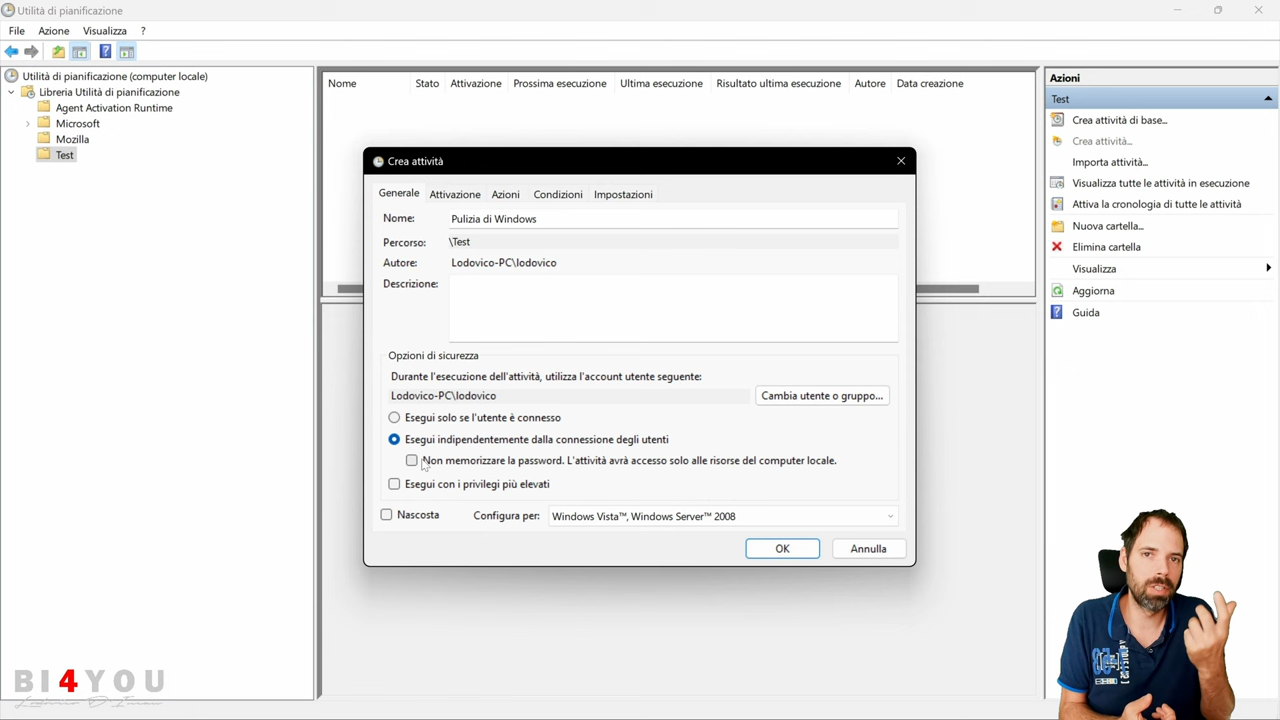 Utilità di pianificazione
File Azione Visualizza ?
Utilità di pianificazione (computer locale)
Libreria Utilità di pianificazione
Agent Activation Runtime
Microsoft
Mozilla
Test
Nome Stato Attivazione Prossima esecuzione Ultima esecuzione Risultato ultima esecuzione Autore Data creazione
Crea attività
Generale Attivazione Azioni Condizioni Impostazioni
Nome: Pulizia di Windows
Percorso: \Test
Autore: Lodovico-PC\lodovico
Descrizione:
Opzioni di sicurezza
Durante l'esecuzione dell'attività, utilizza l'account utente seguente:
Lodovico-PC\lodovico Cambia utente o gruppo...
Esegui solo se l'utente è connesso
Esegui indipendentemente dalla connessione degli utenti
Non memorizzare la password. L'attività avrà accesso solo alle risorse del computer locale.
Esegui con i privilegi più elevati
Nascosta Configura per: Windows Vista™, Windows Server™ 2008
OK Annulla
Azioni
Test
Crea attività di base...
Crea attività...
Importa attività...
Visualizza tutte le attività in esecuzione
Attiva la cronologia di tutte le attività
Nuova cartella...
Elimina cartella
Visualizza
Aggiorna
Guida
BI4YOU